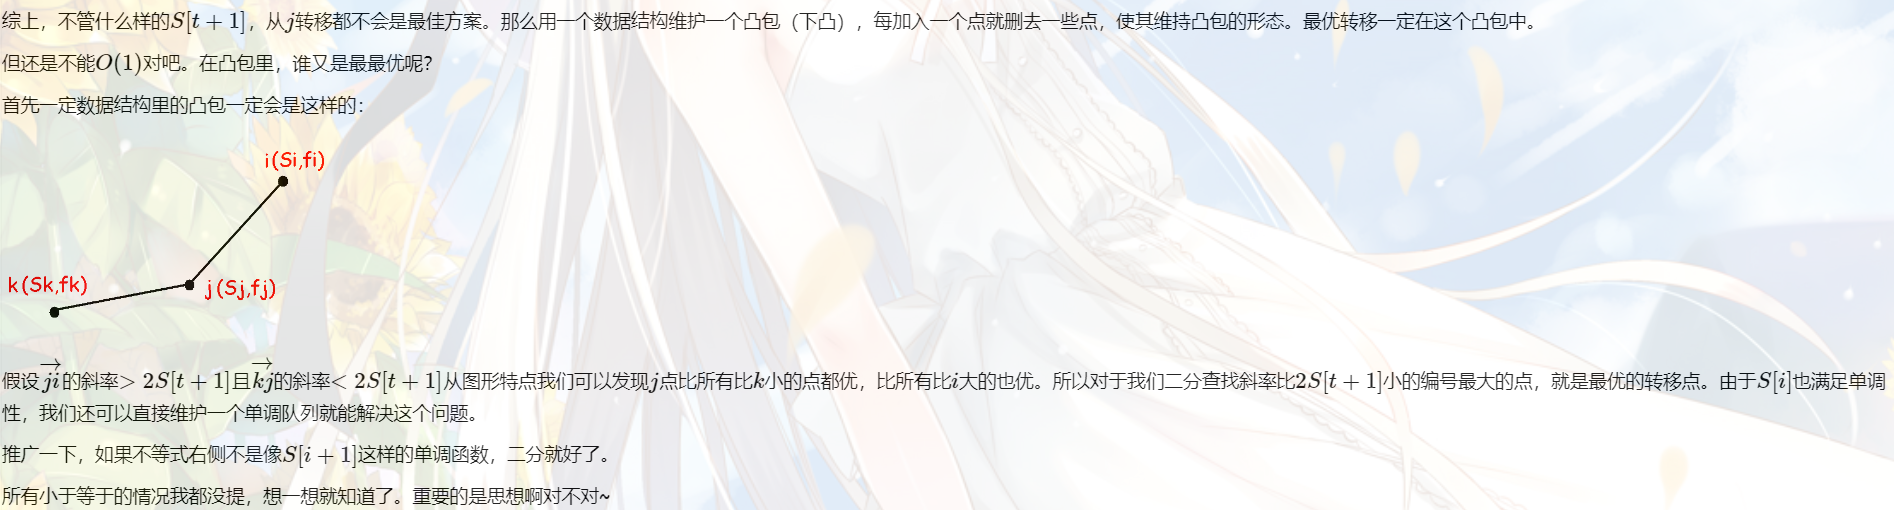 综上，不管什么样的S[t + 1]，从j转移都不会是最佳方案。那么用一个数据结构维护一个凸包（下凸），每加入一个点就删去一些点，使其维持凸包的形态。最优转移一定在这个凸包中。
但还是不能O(1)对吧。在凸包里，谁又是最最优呢？
首先一定数据结构里的凸包一定会是这样的：
i(Si,fi)
k(Sk,fk)
j(Sj,fj)
假设$\overrightarrow{ji}$的斜率> 2S[t + 1]且$\overrightarrow{kj}$的斜率< 2S[t + 1]从图形特点我们可以发现j点比所有比k小的点都优，比所有比i大的也优。所以对于我们二分查找斜率比2S[t + 1]小的编号最大的点，就是最优的转移点。由于S[i]也满足单调
性，我们还可以直接维护一个单调队列就能解决这个问题。
推广一下，如果不等式右侧不是像S[i + 1]这样的单调函数，二分就好了。
所有小于等于的情况我都没提，想一想就知道了。重要的是思想啊对不对~